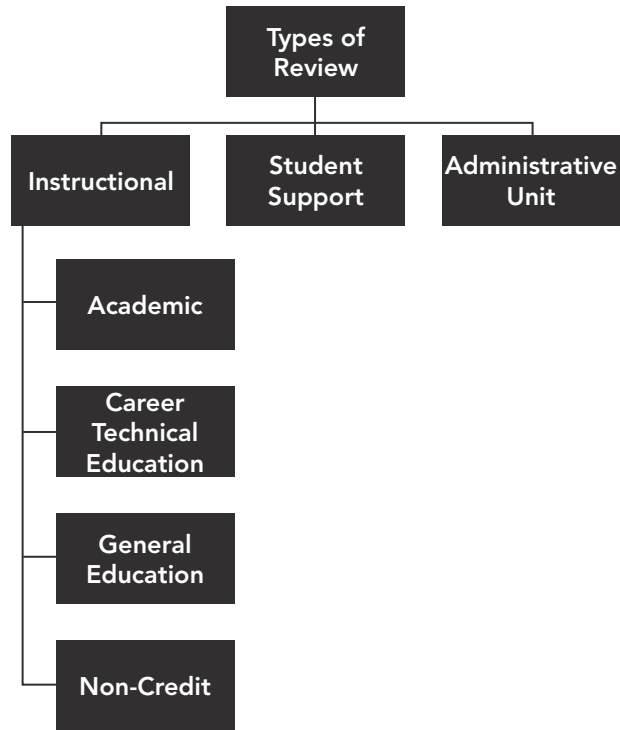 Types of
Review
Instructional
Student
Support
Administrative
Unit
Academic
Career
Technical
Education
General
Education
Non-Credit